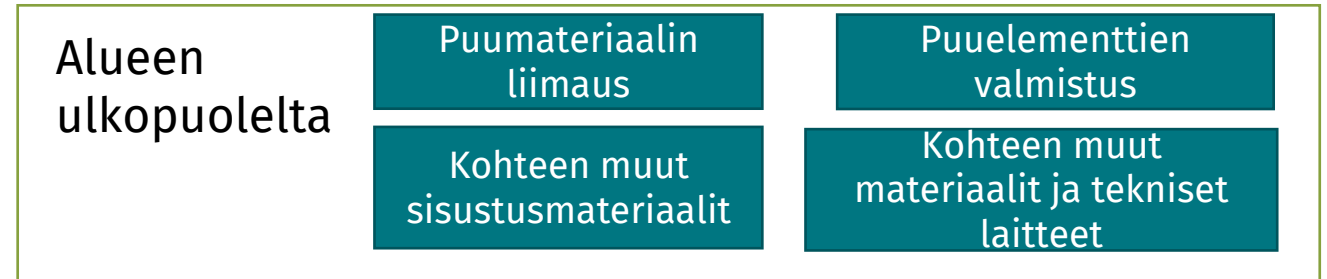 Alueen
ulkopuolelta
Puumateriaalin
liimaus
Puuelementtien
valmistus
Kohteen muut
sisustusmateriaalit
Kohteen muut
materiaalit ja tekniset
laitteet